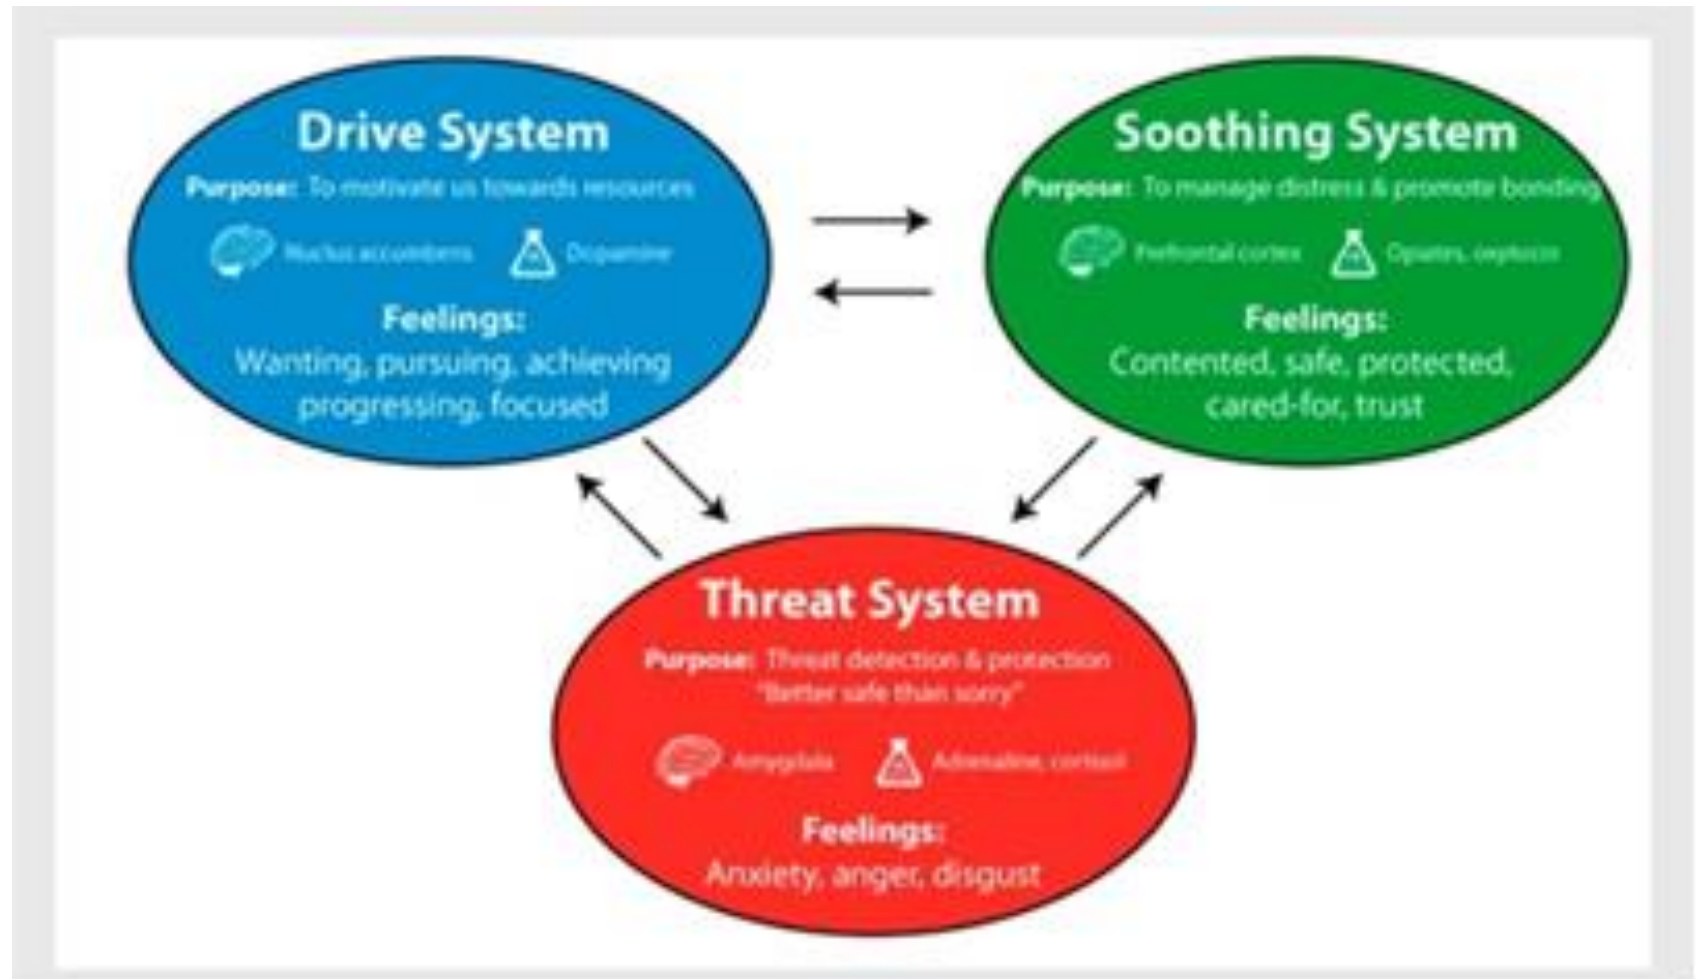 Drive System
Purpose: To motivate us towards resources
Nuclus accumbens
Dopamine
Feelings:
Wanting, pursuing, achieving
progressing, focused
Soothing System
Purpose: To manage distress & promote bonding
Prefrontal cortex
Opiates,
Feelings:
Contented, safe, protected,
cared-for, trust
Threat System
Purpose: Threat detection & protection
"Better safe than sorry"
Amygdala
Adrenaline, cortisol
Feelings:
Anxiety, anger, disgust